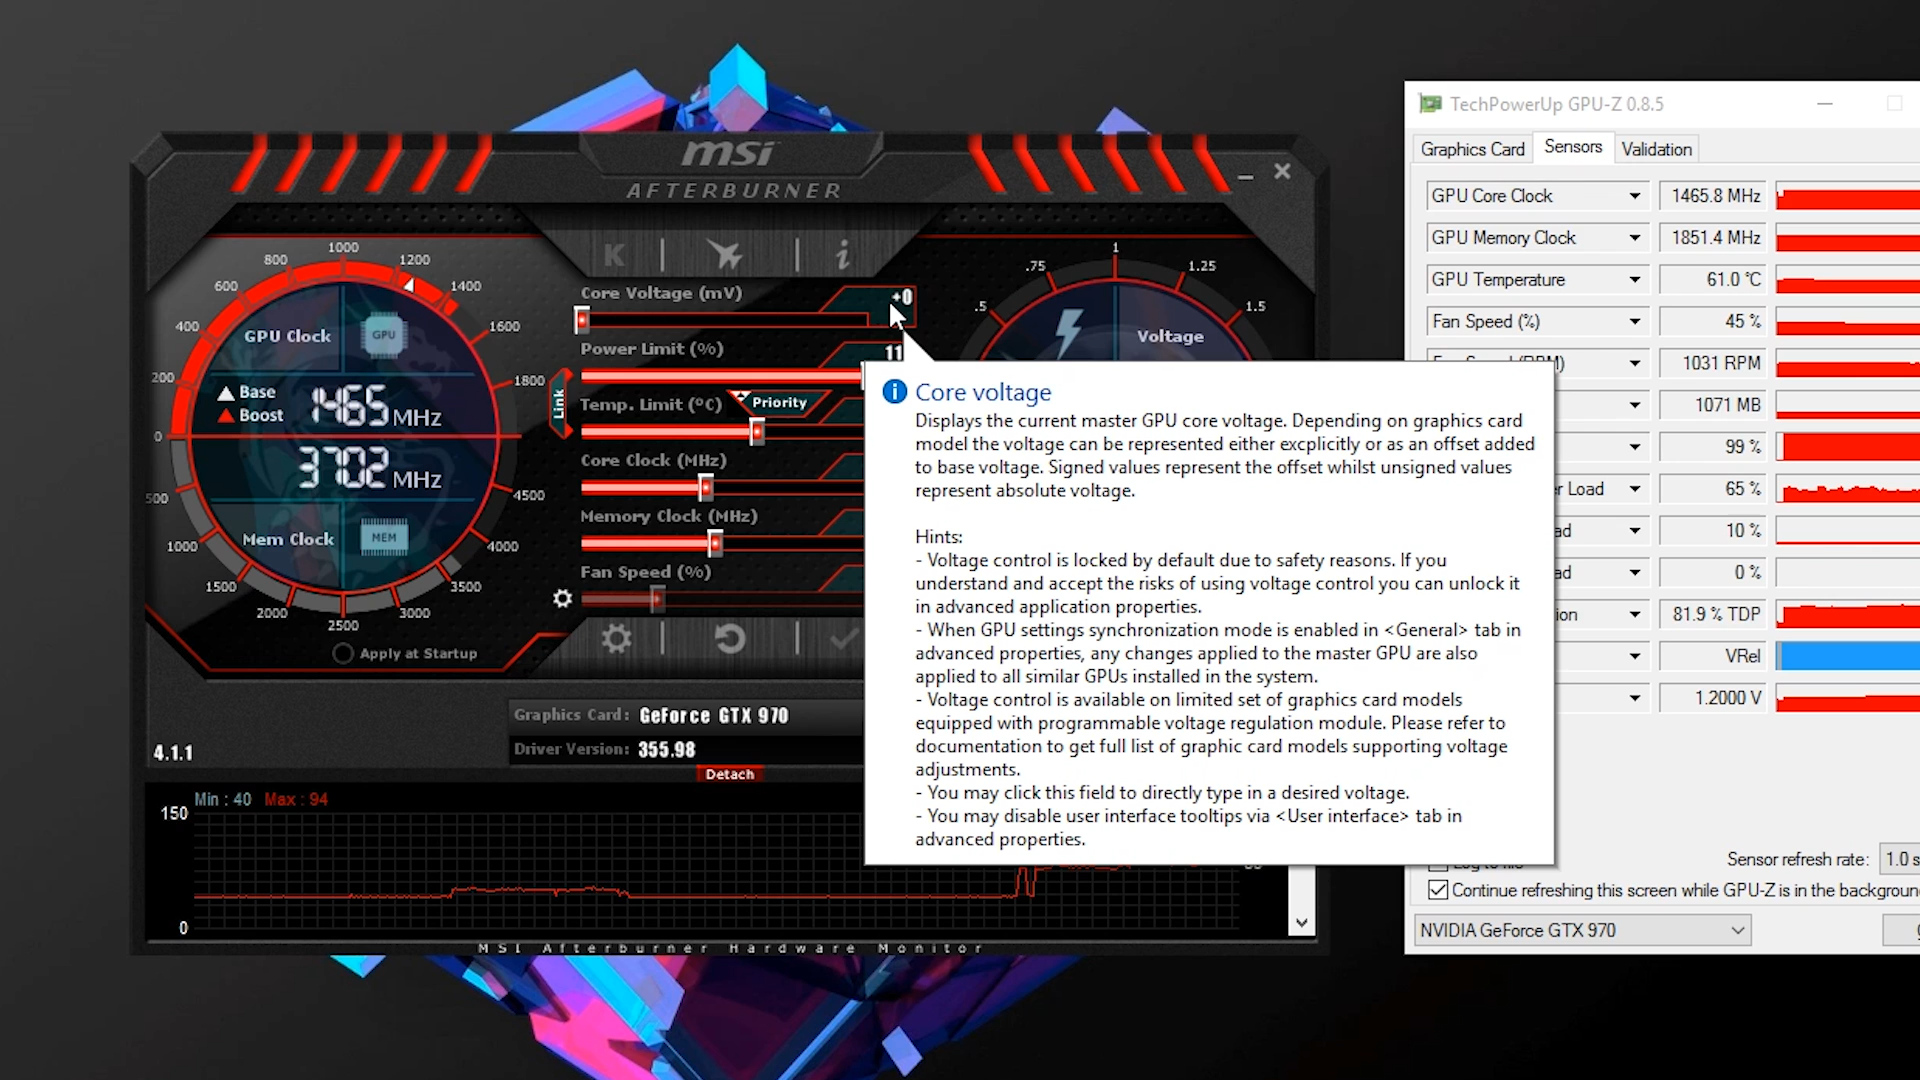 msi
AFTERBURNER
K
i
200
400
600
800
1000
1200
1400
1600
1800
0
GPU Clock
GPU
Base
Boost
1465 MHz
3702 MHz
Mem Clock
MEM
500
1000
1500
2000
2500
3000
3500
4000
4500
Apply at Startup
Core Voltage (mV)
+0
Power Limit (%)
11
Link
Temp. Limit (°C)
Priority
Core Clock (MHz)
Memory Clock (MHz)
Fan Speed (%)
.5
.75
1
1.25
1.5
Voltage
Graphics Card: GeForce GTX 970
Driver Version: 355.98
4.1.1
Detach
Min : 40 Max : 94
150
0
MSI Afterburner Hardware Monitor
Core voltage
Displays the current master GPU core voltage. Depending on graphics card
model the voltage can be represented either excplicitly or as an offset added
to base voltage. Signed values represent the offset whilst unsigned values
represent absolute voltage.
Hints:
- Voltage control is locked by default due to safety reasons. If you
understand and accept the risks of using voltage control you can unlock it
in advanced application properties.
- When GPU settings synchronization mode is enabled in <General> tab in
advanced properties, any changes applied to the master GPU are also
applied to all similar GPUs installed in the system.
- Voltage control is available on limited set of graphics card models
equipped with programmable voltage regulation module. Please refer to
documentation to get full list of graphic card models supporting voltage
adjustments.
- You may click this field to directly type in a desired voltage.
- You may disable user interface tooltips via <User interface> tab in
advanced properties.
TechPowerUp GPU-Z 0.8.5
Graphics Card Sensors Validation
GPU Core Clock 1465.8 MHz
GPU Memory Clock 1851.4 MHz
GPU Temperature 61.0 °C
Fan Speed (%) 45 %
Fan Speed (RPM) 1031 RPM
1071 MB
99 %
r Load 65 %
ad 10 %
ad 0 %
ion 81.9 % TDP
VRel
1.2000 V
Log to file
Sensor refresh rate: 1.0 s
Continue refreshing this screen while GPU-Z is in the backgroun
NVIDIA GeForce GTX 970